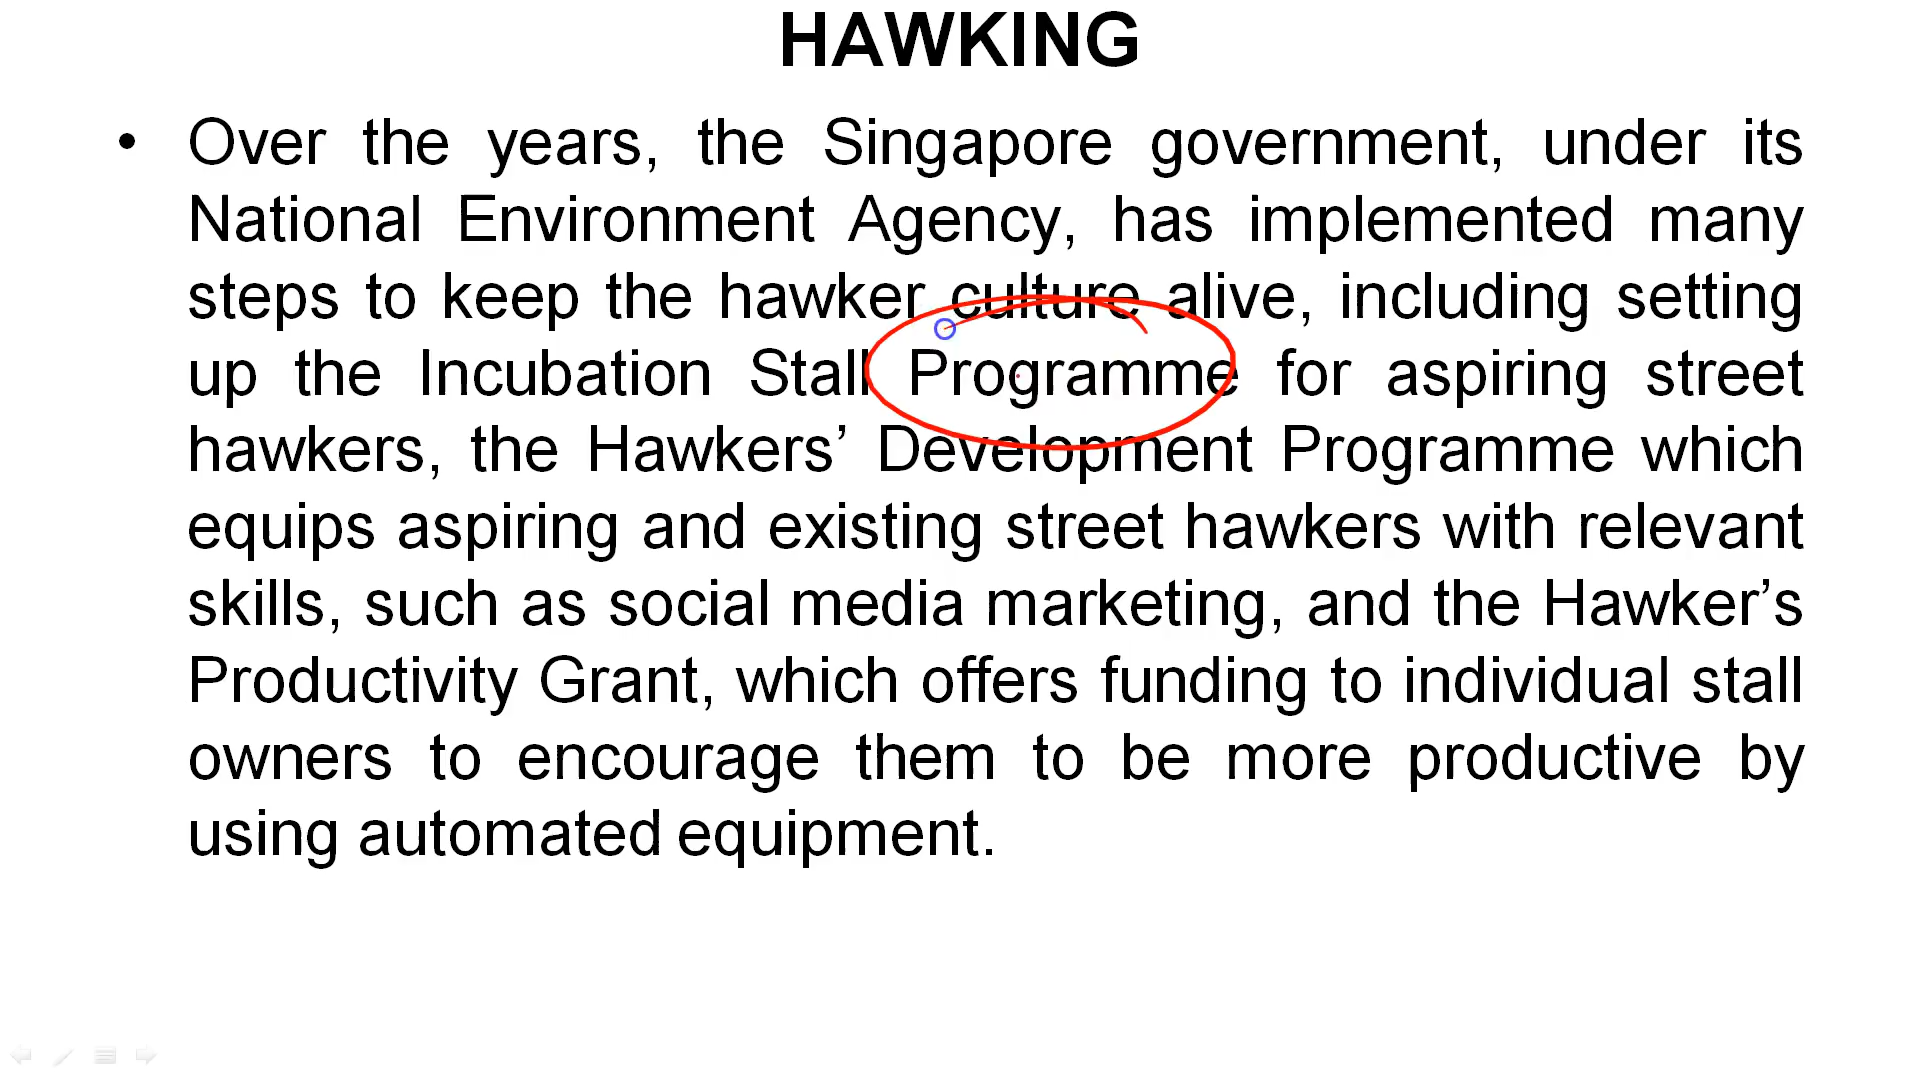 HAWKING
• Over the years, the Singapore government, under its
National Environment Agency, has implemented many
steps to keep the hawker culture alive, including setting
up the Incubation Stall Programme for aspiring street
hawkers, the Hawkers’ Development Programme which
equips aspiring and existing street hawkers with relevant
skills, such as social media marketing, and the Hawker’s
Productivity Grant, which offers funding to individual stall
owners to encourage them to be more productive by
using automated equipment.